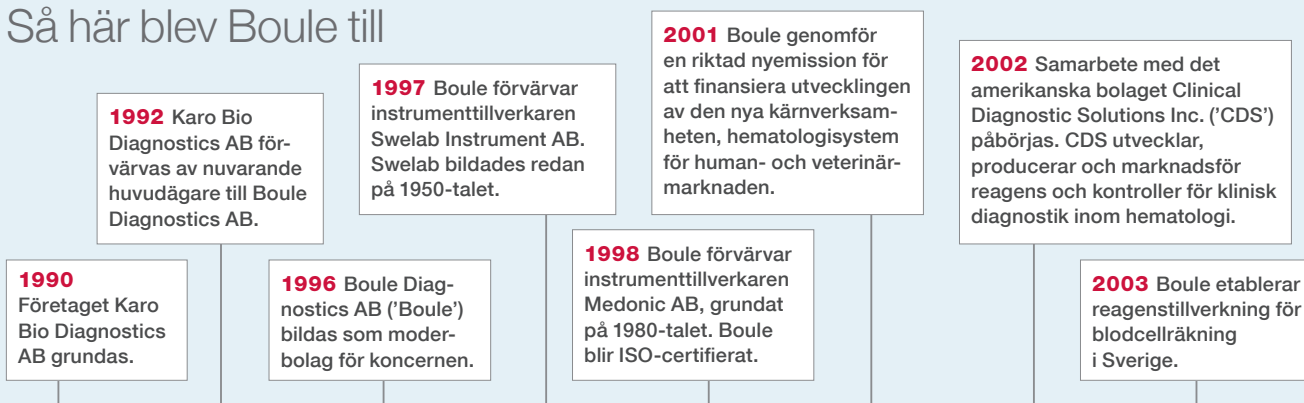 Så här blev Boule till
1990
Företaget Karo
Bio Diagnostics
AB grundas.
1992 Karo Bio
Diagnostics AB för-
värvas av nuvarande
huvudägare till Boule
Diagnostics AB.
1996 Boule Diag-
nostics AB ('Boule')
bildas som moder-
bolag för koncernen.
1997 Boule förvärvar
instrumenttillverkaren
Swelab Instrument AB.
Swelab bildades redan
på 1950-talet.
1998 Boule förvärvar
instrumenttillverkaren
Medonic AB, grundat
på 1980-talet. Boule
blir ISO-certifierat.
2001 Boule genomför
en riktad nyemission för
att finansiera utvecklingen
av den nya kärnverksam-
heten, hematologisystem
för human- och veterinär-
marknaden.
2002 Samarbete med det
amerikanska bolaget Clinical
Diagnostic Solutions Inc. ('CDS')
påbörjas. CDS utvecklar,
producerar och marknadsför
reagens och kontroller för klinisk
diagnostik inom hematologi.
2003 Boule etablerar
reagenstillverkning för
blodcellräkning
i Sverige.